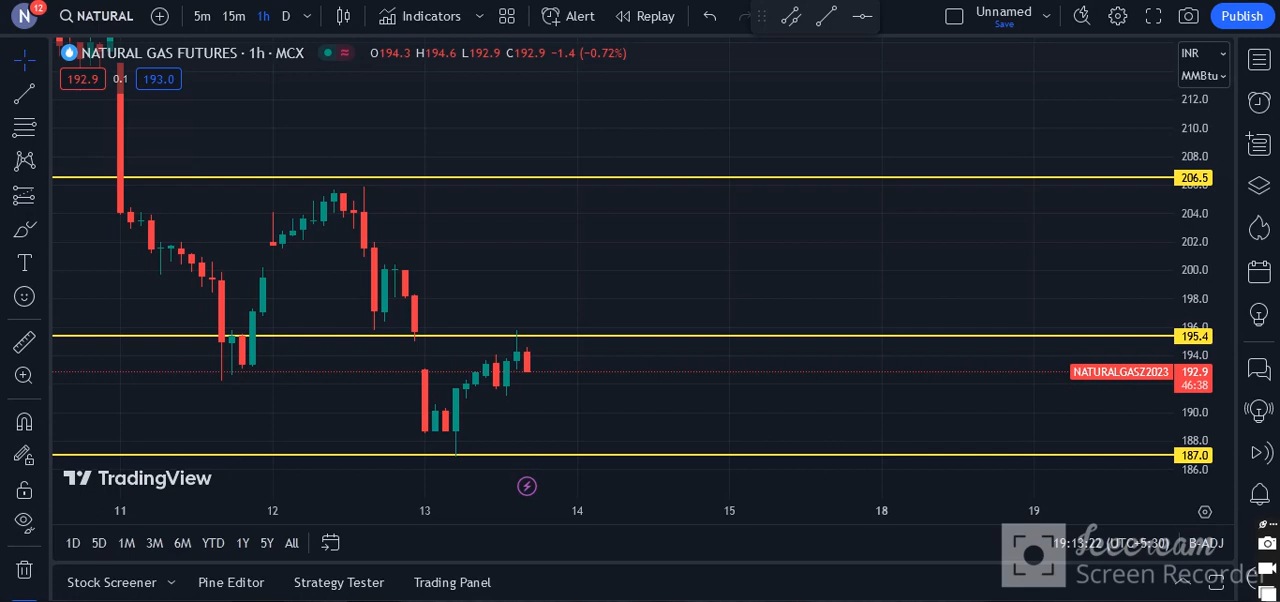 N 12 NATURAL 5m 15m 1h D Indicators Alert Replay Unnamed Save Publish
NATURAL GAS FUTURES · 1h · MCX O194.3 H194.6 L192.9 C192.9 −1.4 (−0.72%) INR
192.9 0.1 193.0 MMBtu
212.0
210.0
208.0
206.5
204.0
202.0
200.0
198.0
196.0
195.4
194.0
NATURALGASZ2023 192.9
46:38
190.0
188.0
187.0
186.0
TradingView
11 12 13 14 15 18 19
1D 5D 1M 3M 6M YTD 1Y 5Y All 19:13:22 (UTC+5:30) B-ADJ
Icecream
Screen Recorder
Stock Screener Pine Editor Strategy Tester Trading Panel